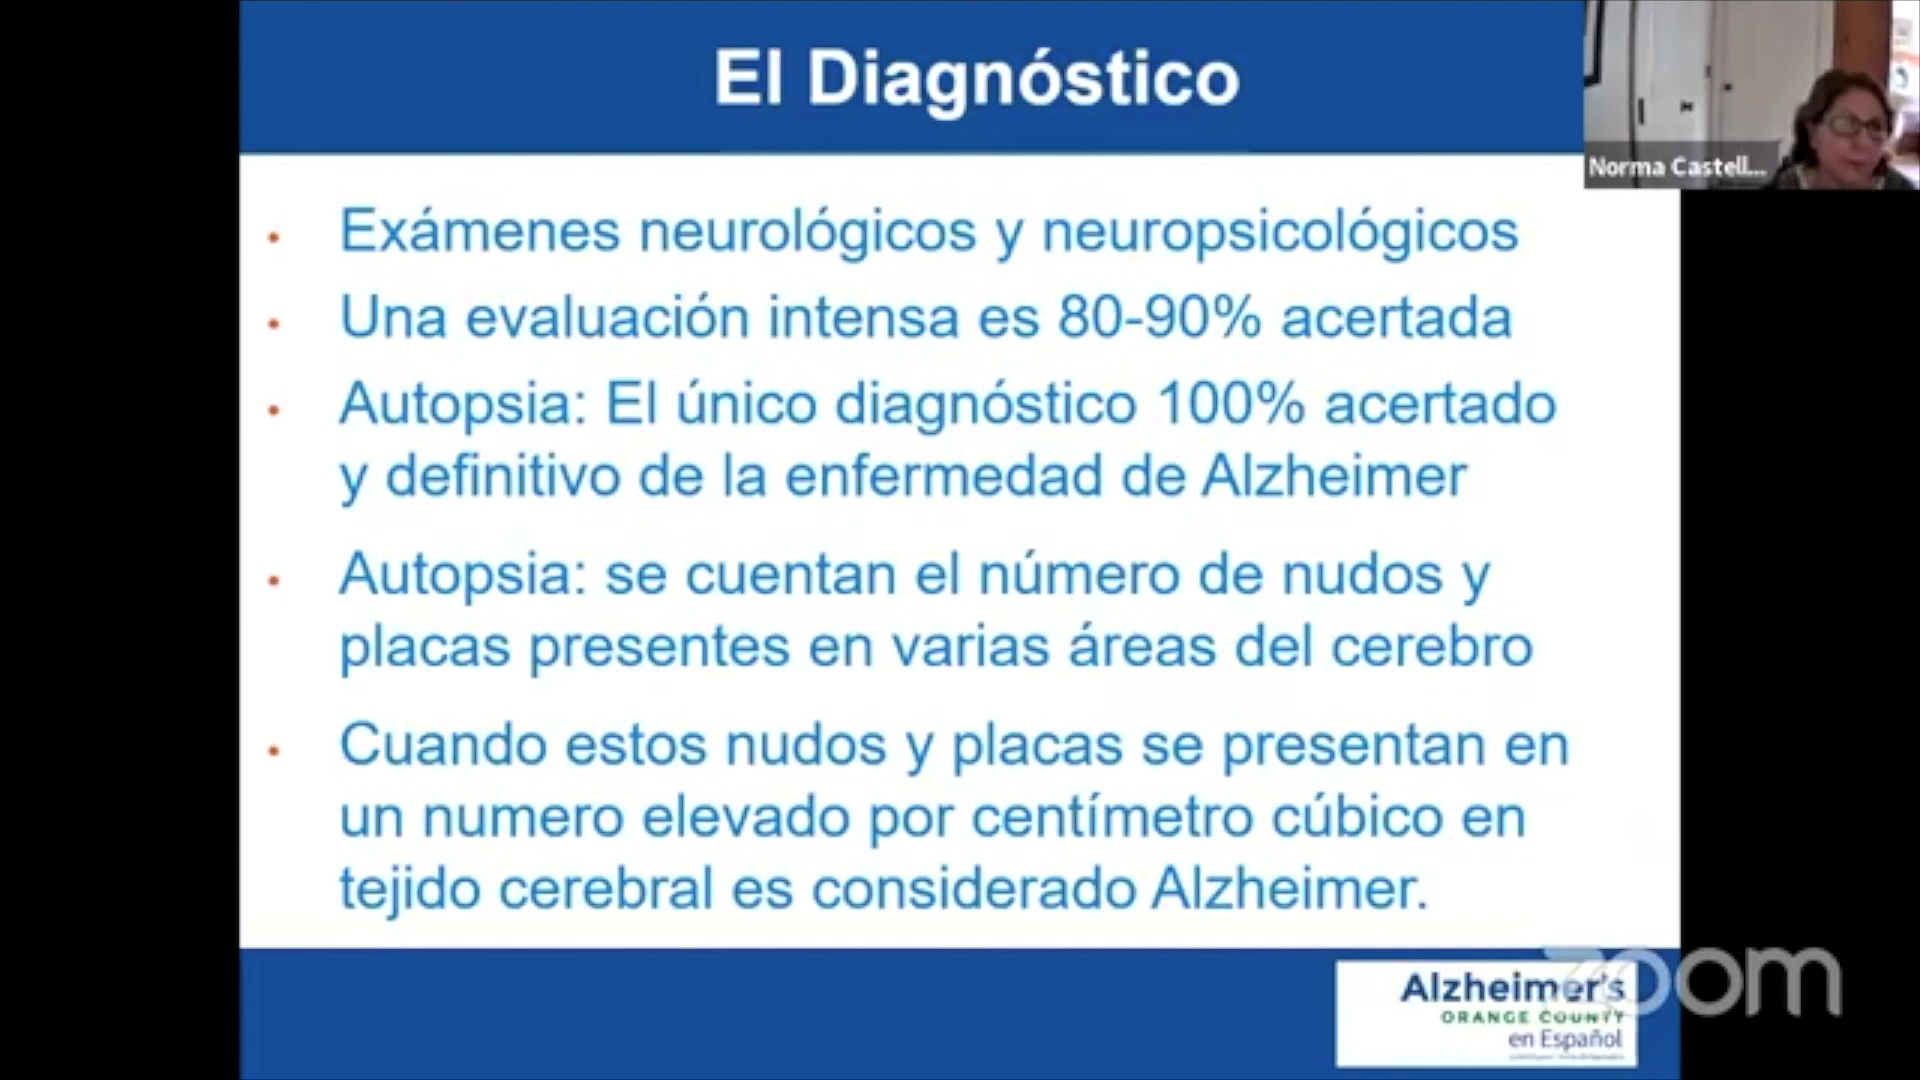 El Diagnóstico
Norma Castell...
• Exámenes neurológicos y neuropsicológicos
• Una evaluación intensa es 80-90% acertada
• Autopsia: El único diagnóstico 100% acertado
y definitivo de la enfermedad de Alzheimer
• Autopsia: se cuentan el número de nudos y
placas presentes en varias áreas del cerebro
• Cuando estos nudos y placas se presentan en
un numero elevado por centímetro cúbico en
tejido cerebral es considerado Alzheimer.
Alzheimer's
ORANGE COUNTY
en Español
zoom